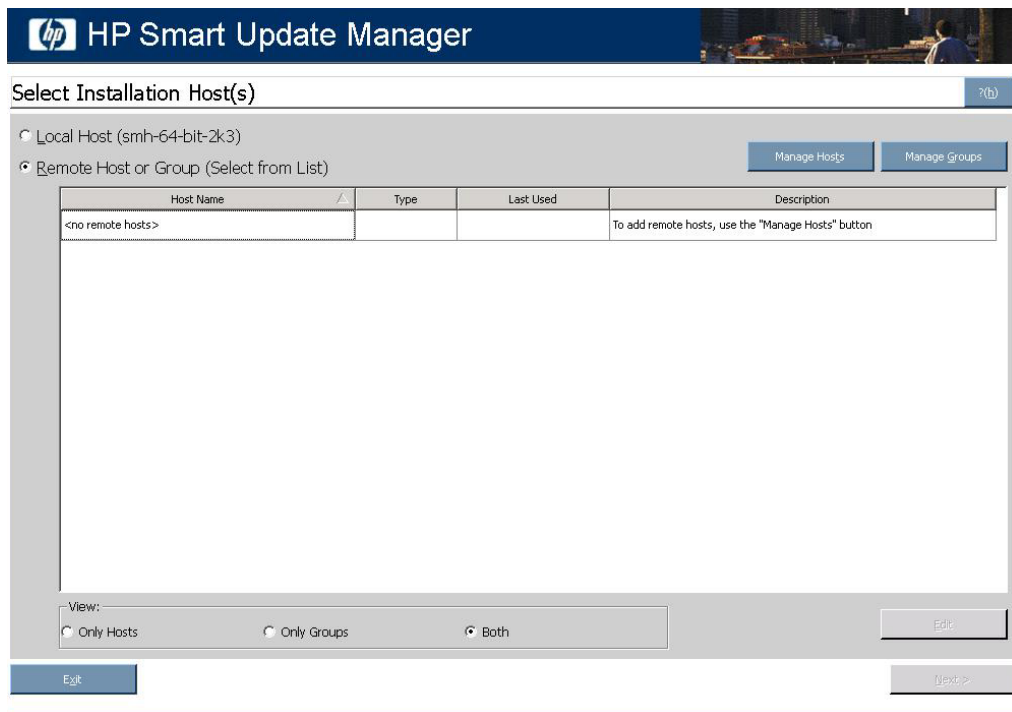 hp HP Smart Update Manager
Select Installation Host(s)
?(h)
Local Host (smh-64-bit-2k3)
Remote Host or Group (Select from List)
Manage Hosts
Manage Groups
Host Name Type Last Used Description
<no remote hosts> To add remote hosts, use the "Manage Hosts" button
View:
Only Hosts Only Groups Both
Edit
Exit
Next >